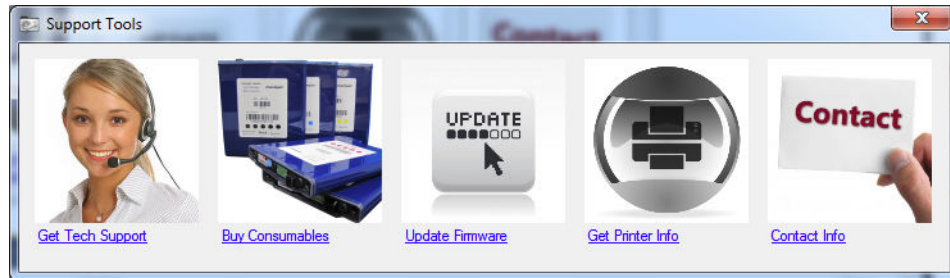 Support Tools
UPDATE
Contact
Get Tech Support
Buy Consumables
Update Firmware
Get Printer Info
Contact Info